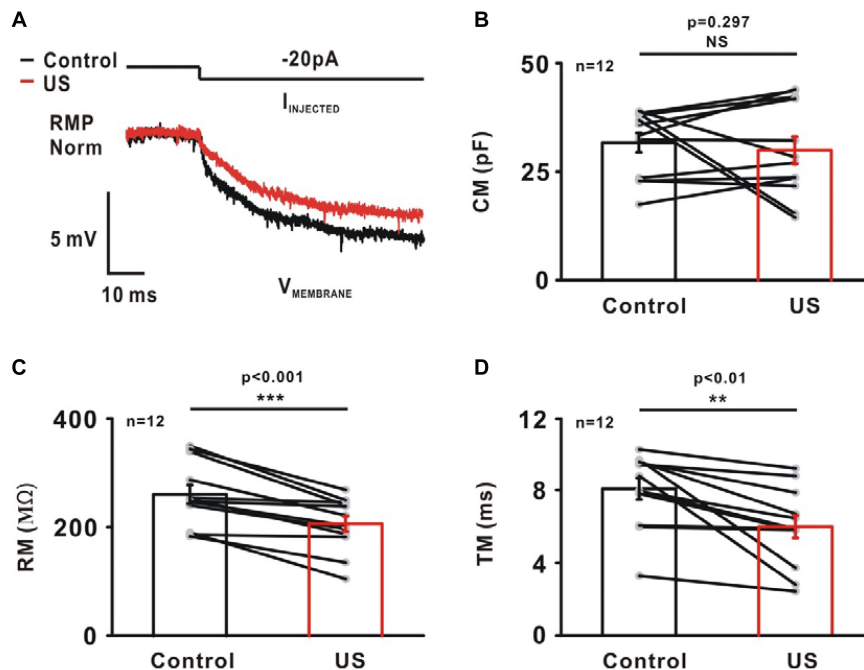 A
Control
US
-20pA
I INJECTED
RMP
Norm
5 mV
10 ms
V MEMBRANE
B
p=0.297
NS
n=12
50
25
0
CM (pF)
Control
US
C
p<0.001
***
n=12
400
200
0
RM (MΩ)
Control
US
D
p<0.01
**
n=12
12
8
4
0
TM (ms)
Control
US